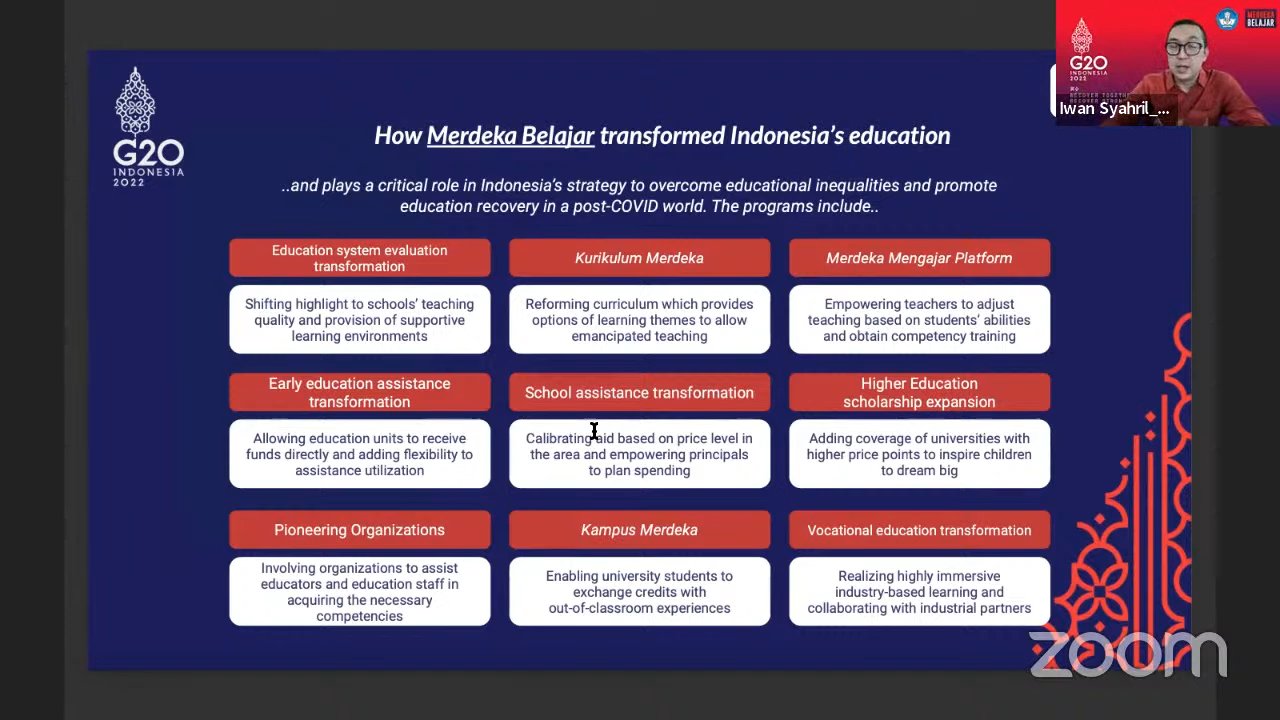 G20
INDONESIA
2022
How Merdeka Belajar transformed Indonesia's education
..and plays a critical role in Indonesia's strategy to overcome educational inequalities and promote
education recovery in a post-COVID world. The programs include..
Education system evaluation
transformation
Shifting highlight to schools' teaching
quality and provision of supportive
learning environments
Kurikulum Merdeka
Reforming curriculum which provides
options of learning themes to allow
emancipated teaching
Merdeka Mengajar Platform
Empowering teachers to adjust
teaching based on students' abilities
and obtain competency training
Early education assistance
transformation
Allowing education units to receive
funds directly and adding flexibility to
assistance utilization
School assistance transformation
Calibrating aid based on price level in
the area and empowering principals
to plan spending
Higher Education
scholarship expansion
Adding coverage of universities with
higher price points to inspire children
to dream big
Pioneering Organizations
Involving organizations to assist
educators and education staff in
acquiring the necessary
competencies
Kampus Merdeka
Enabling university students to
exchange credits with
out-of-classroom experiences
Vocational education transformation
Realizing highly immersive
industry-based learning and
collaborating with industrial partners
G20
INDONESIA
2022
MERDEKA
BELAJAR
Iwan Syahril_...
zoom